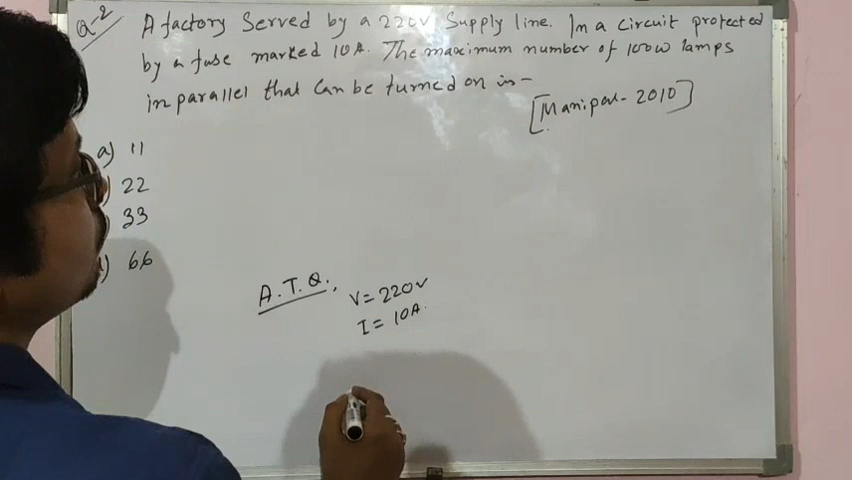 Q-2
A factory Served by a 220V Supply line. In a circuit protected
by a fuse marked 10A. The maximum number of 100W lamps
in parallel that can be turned on is-
[Manipal- 2010]
a) 11
) 22
) 33
) 66
A.T.Q., V= 220V
I= 10A.